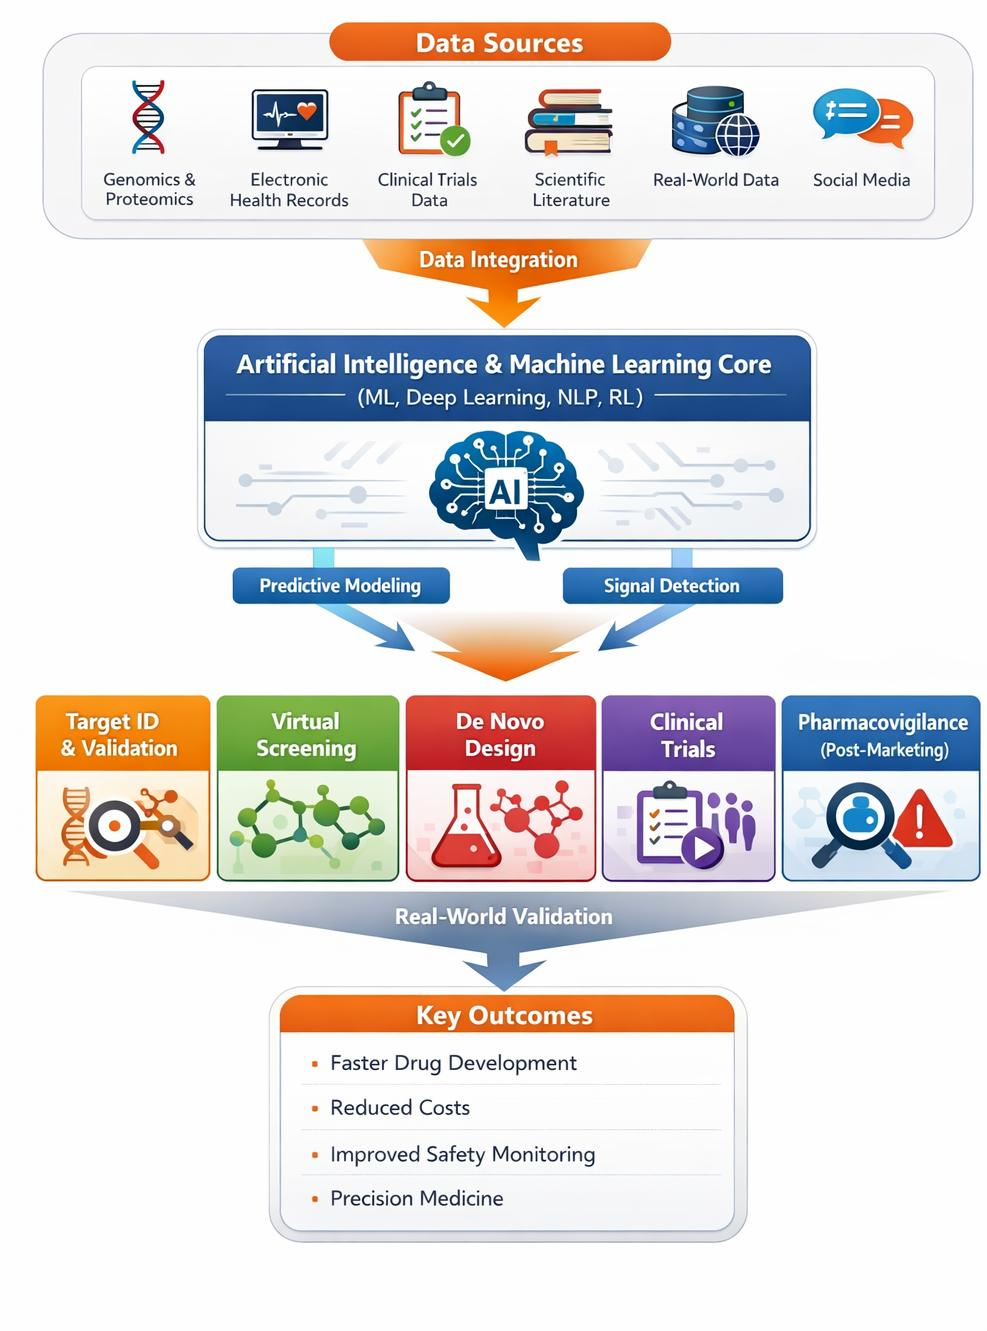 Data Sources
Genomics &
Proteomics
Electronic
Health Records
Clinical Trials
Data
Scientific
Literature
Real-World Data
Social Media
Data Integration
Artificial Intelligence & Machine Learning Core
(ML, Deep Learning, NLP, RL)
AI
Predictive Modeling
Signal Detection
Target ID
& Validation
Virtual
Screening
De Novo
Design
Clinical
Trials
Pharmacovigilance
(Post-Marketing)
Real-World Validation
Key Outcomes
▪ Faster Drug Development
▪ Reduced Costs
▪ Improved Safety Monitoring
▪ Precision Medicine